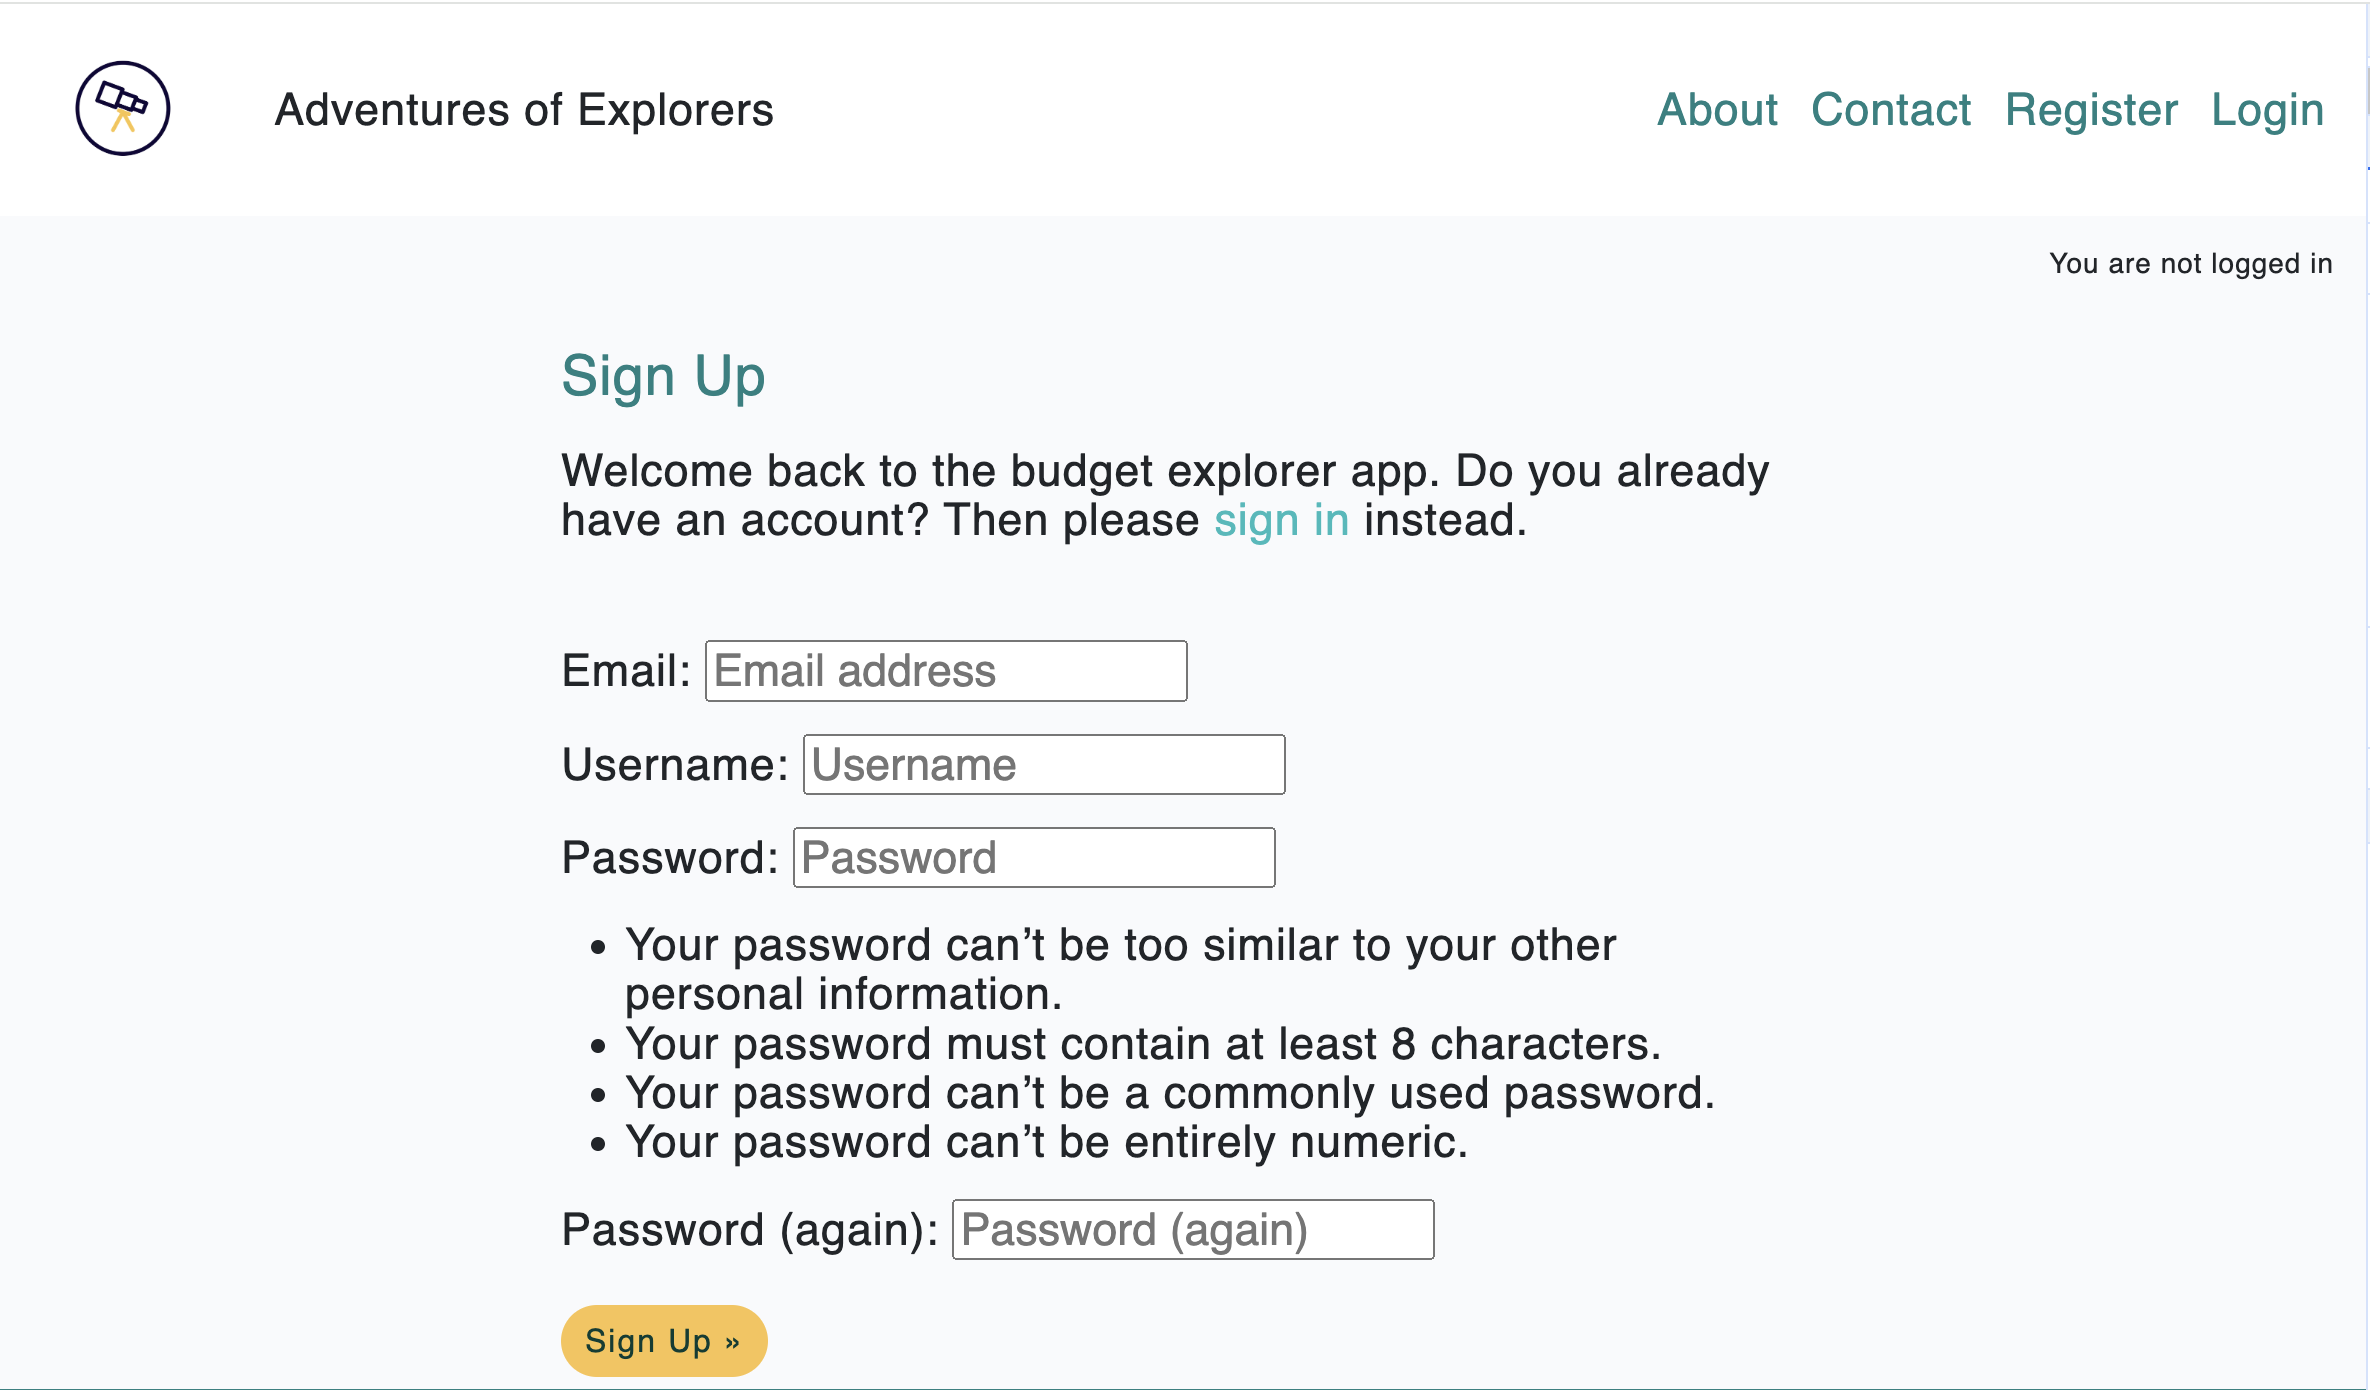 Adventures of Explorers
About Contact Register Login
You are not logged in
Sign Up
Welcome back to the budget explorer app. Do you already
have an account? Then please sign in instead.
Email: Email address
Username: Username
Password: Password
• Your password can’t be too similar to your other
personal information.
• Your password must contain at least 8 characters.
• Your password can’t be a commonly used password.
• Your password can’t be entirely numeric.
Password (again): Password (again)
Sign Up »